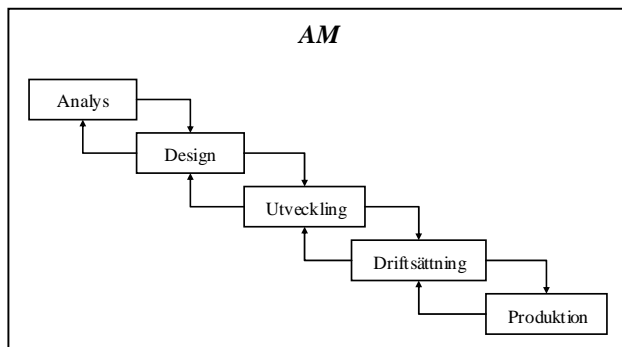 AM
Analys
Design
Utveckling
Driftsättning
Produktion